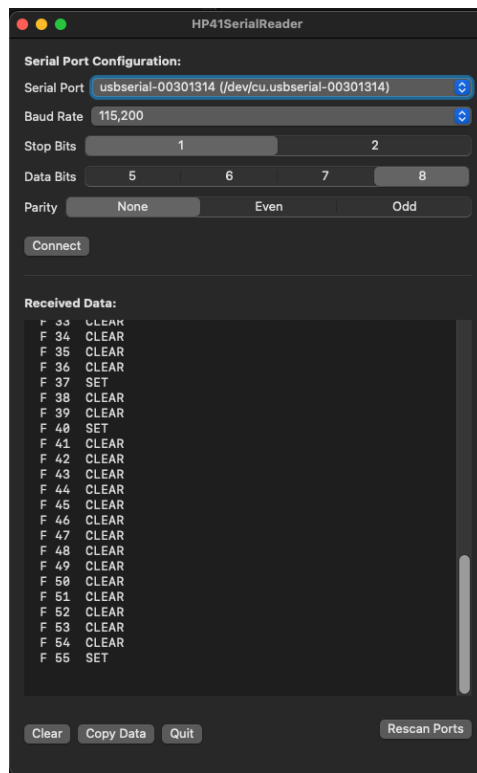 HP41SerialReader
Serial Port Configuration:
Serial Port usbserial-00301314 (/dev/cu.usbserial-00301314)
Baud Rate 115,200
Stop Bits 1 2
Data Bits 5 6 7 8
Parity None Even Odd
Connect
Received Data:
F 33 CLEAR
F 34 CLEAR
F 35 CLEAR
F 36 CLEAR
F 37 SET
F 38 CLEAR
F 39 CLEAR
F 40 SET
F 41 CLEAR
F 42 CLEAR
F 43 CLEAR
F 44 CLEAR
F 45 CLEAR
F 46 CLEAR
F 47 CLEAR
F 48 CLEAR
F 49 CLEAR
F 50 CLEAR
F 51 CLEAR
F 52 CLEAR
F 53 CLEAR
F 54 CLEAR
F 55 SET
Clear Copy Data Quit Rescan Ports